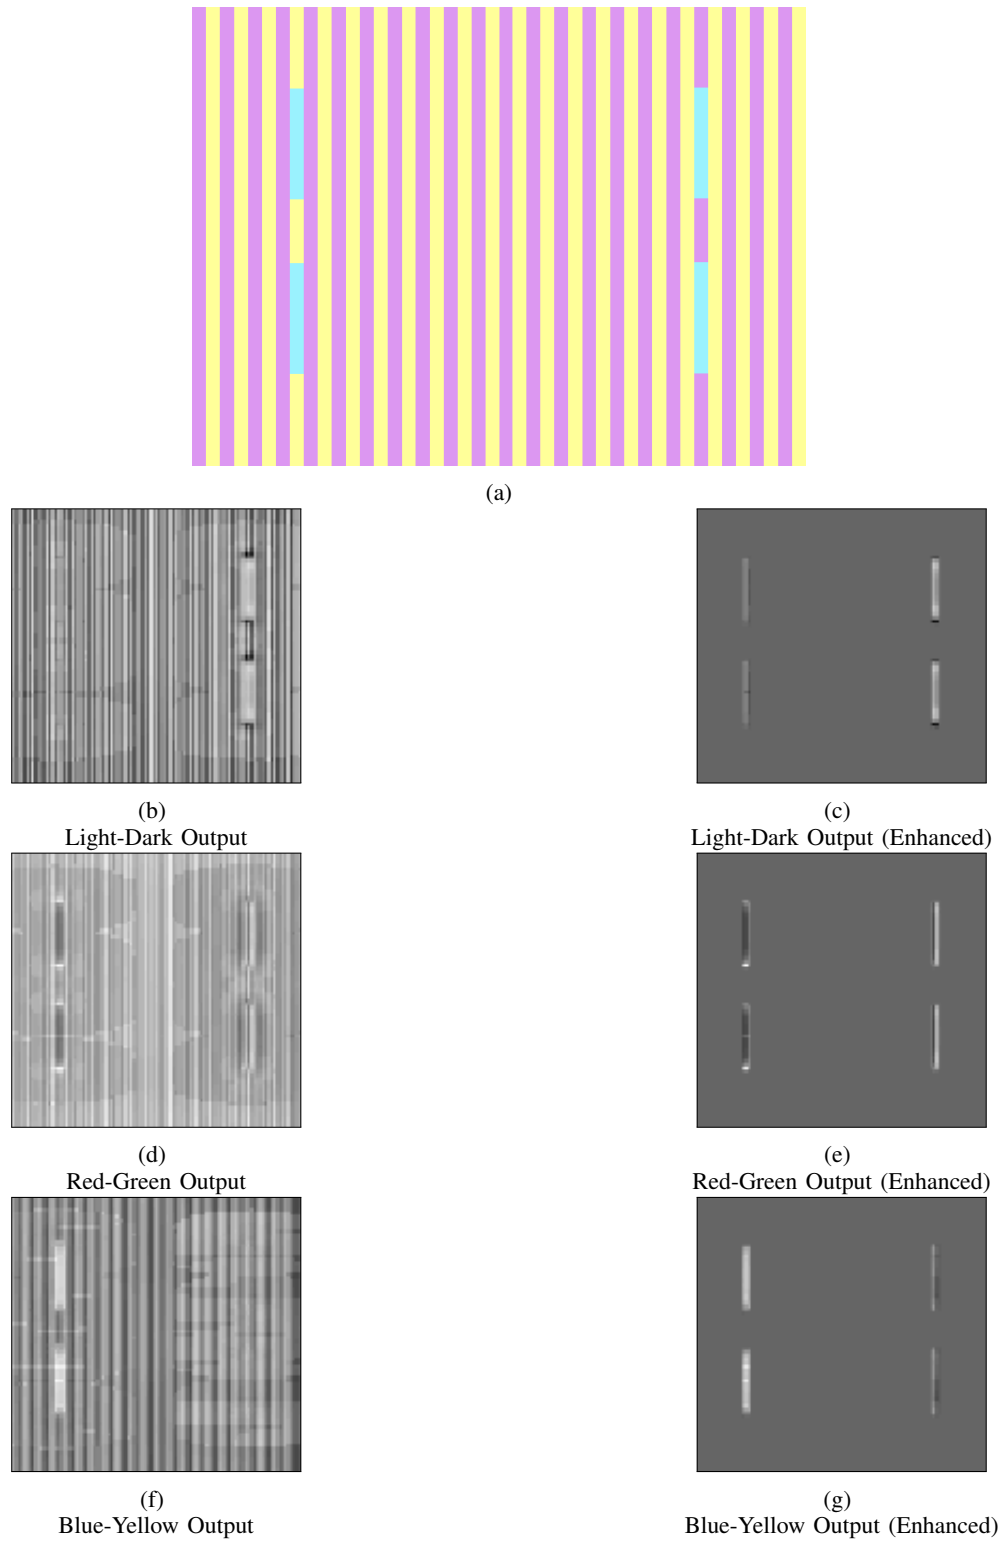 (a)
(b)
Light-Dark Output
(c)
Light-Dark Output (Enhanced)
(d)
Red-Green Output
(e)
Red-Green Output (Enhanced)
(f)
Blue-Yellow Output
(g)
Blue-Yellow Output (Enhanced)